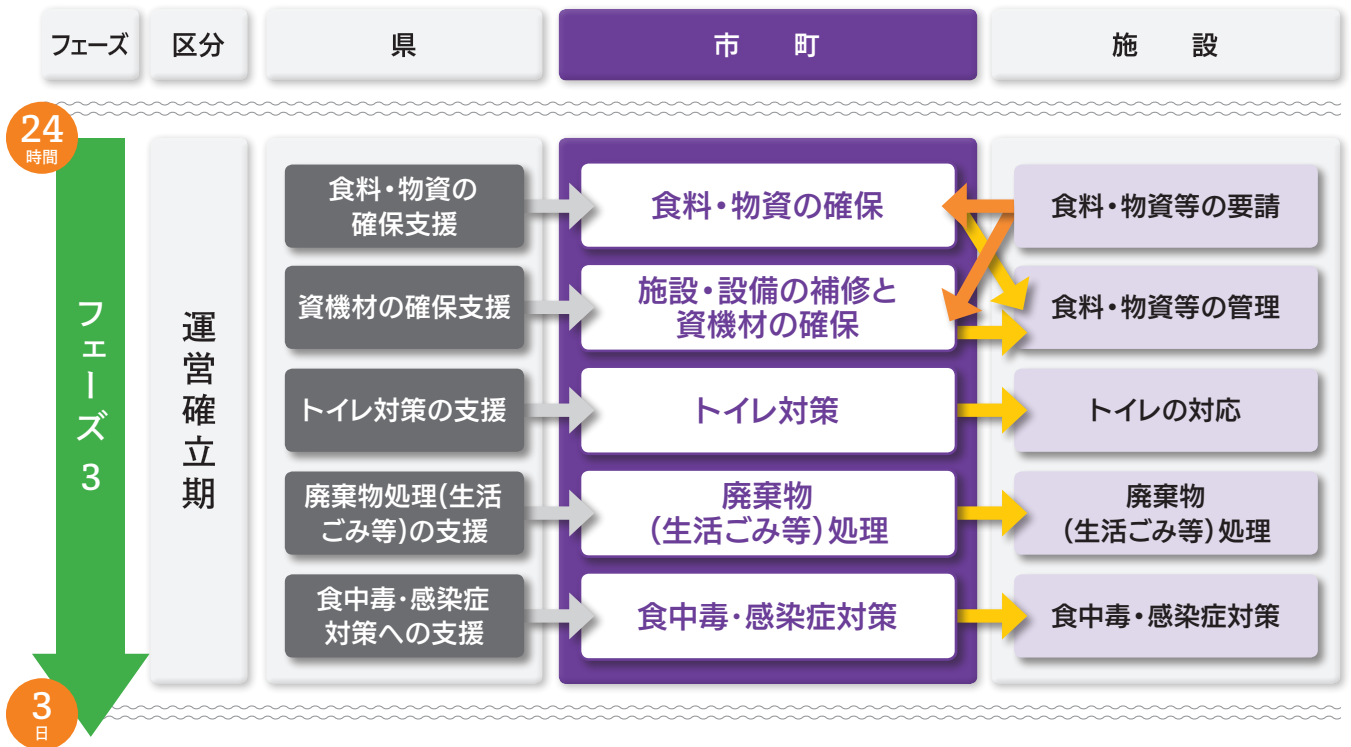 フェーズ
区分
県
市 町
施 設
24
時間
フェーズ 3
3
日
運営確立期
食料・物資の
確保支援
食料・物資の確保
食料・物資等の要請
資機材の確保支援
施設・設備の補修と
資機材の確保
食料・物資等の管理
トイレ対策の支援
トイレ対策
トイレの対応
廃棄物処理(生活
ごみ等)の支援
廃棄物
(生活ごみ等)処理
廃棄物
(生活ごみ等)処理
食中毒・感染症
対策への支援
食中毒・感染症対策
食中毒・感染症対策